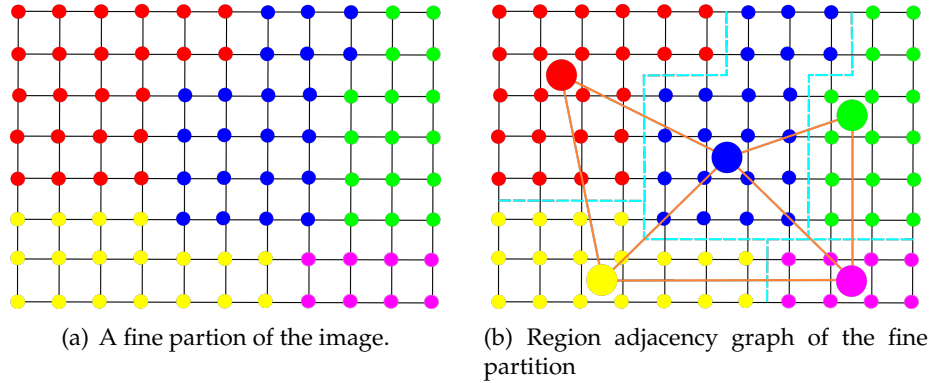 (a) A fine partion of the image.
(b) Region adjacency graph of the fine
partition